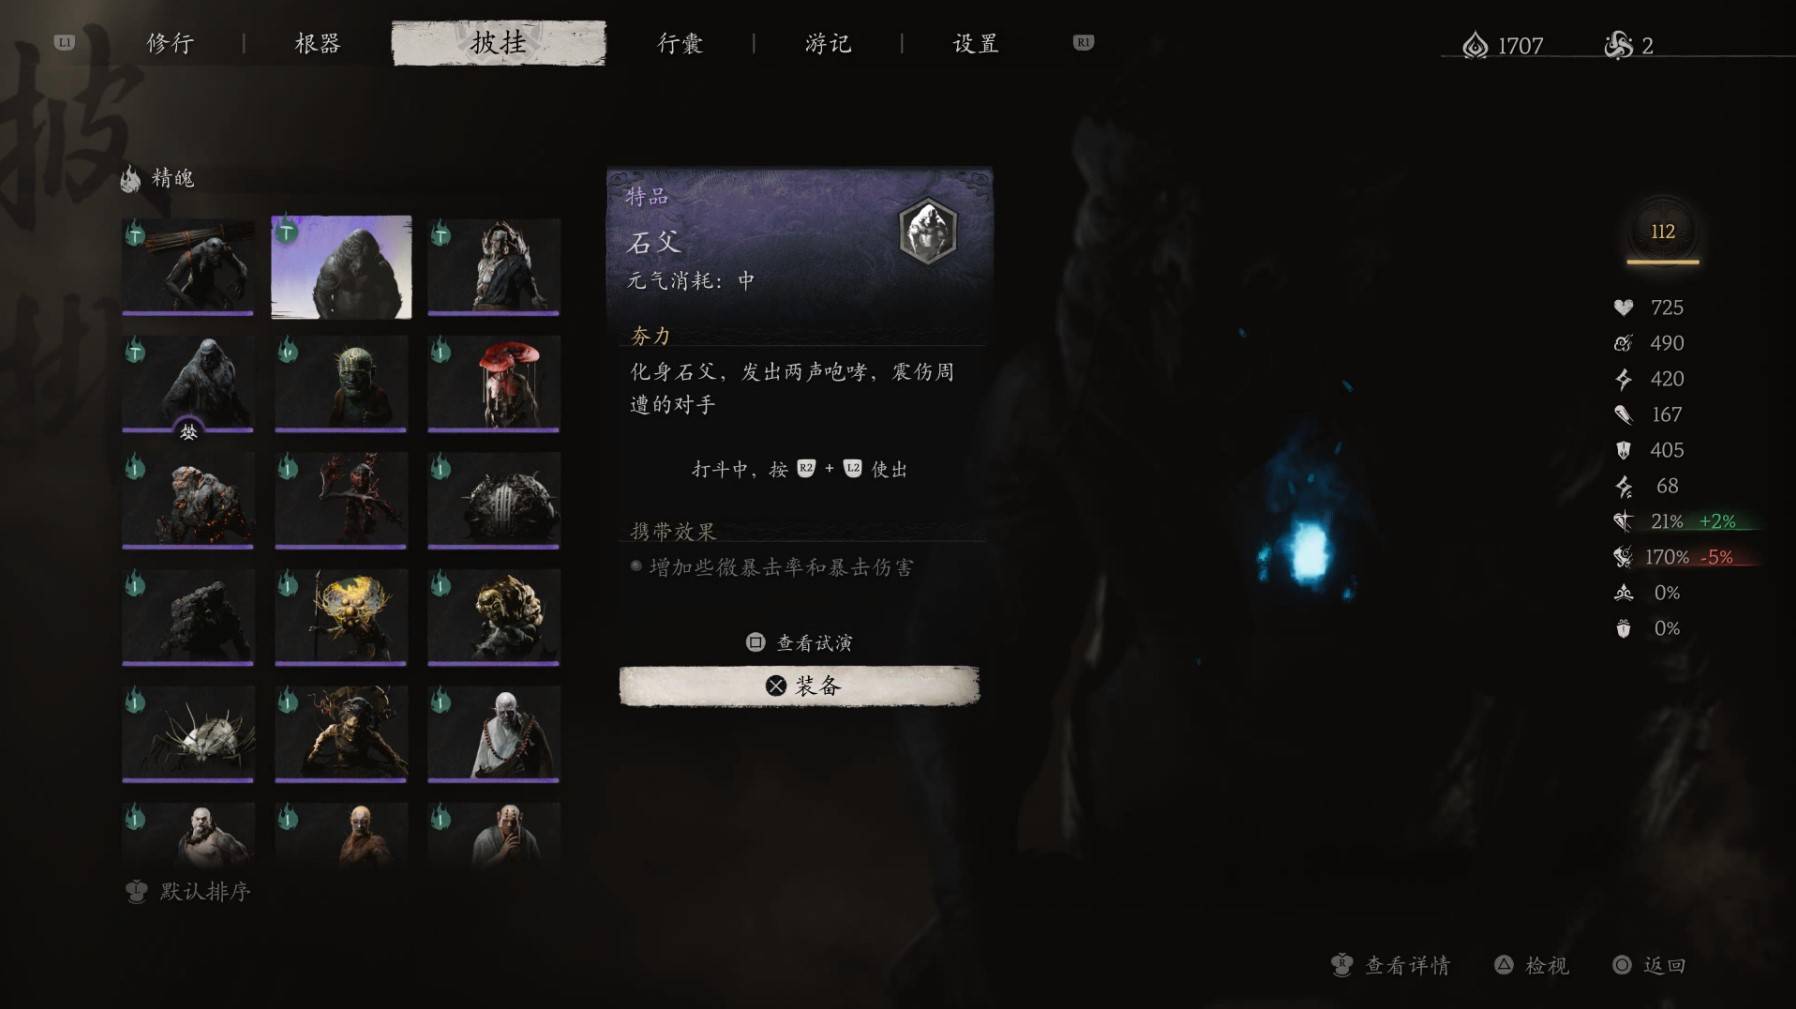 L1 修行 根器 披挂 行囊 游记 设置 R1 1707 2
披挂
精魄
特品
石父
元气消耗：中
夯力
化身石父，发出两声咆哮，震伤周
遭的对手
打斗中，按 R2 + L2 使出
携带效果
增加些微暴击率和暴击伤害
查看试演
装备
112
725
490
420
167
405
68
21% +2%
170% -5%
0%
0%
L 默认排序
R 查看详情 检视 返回